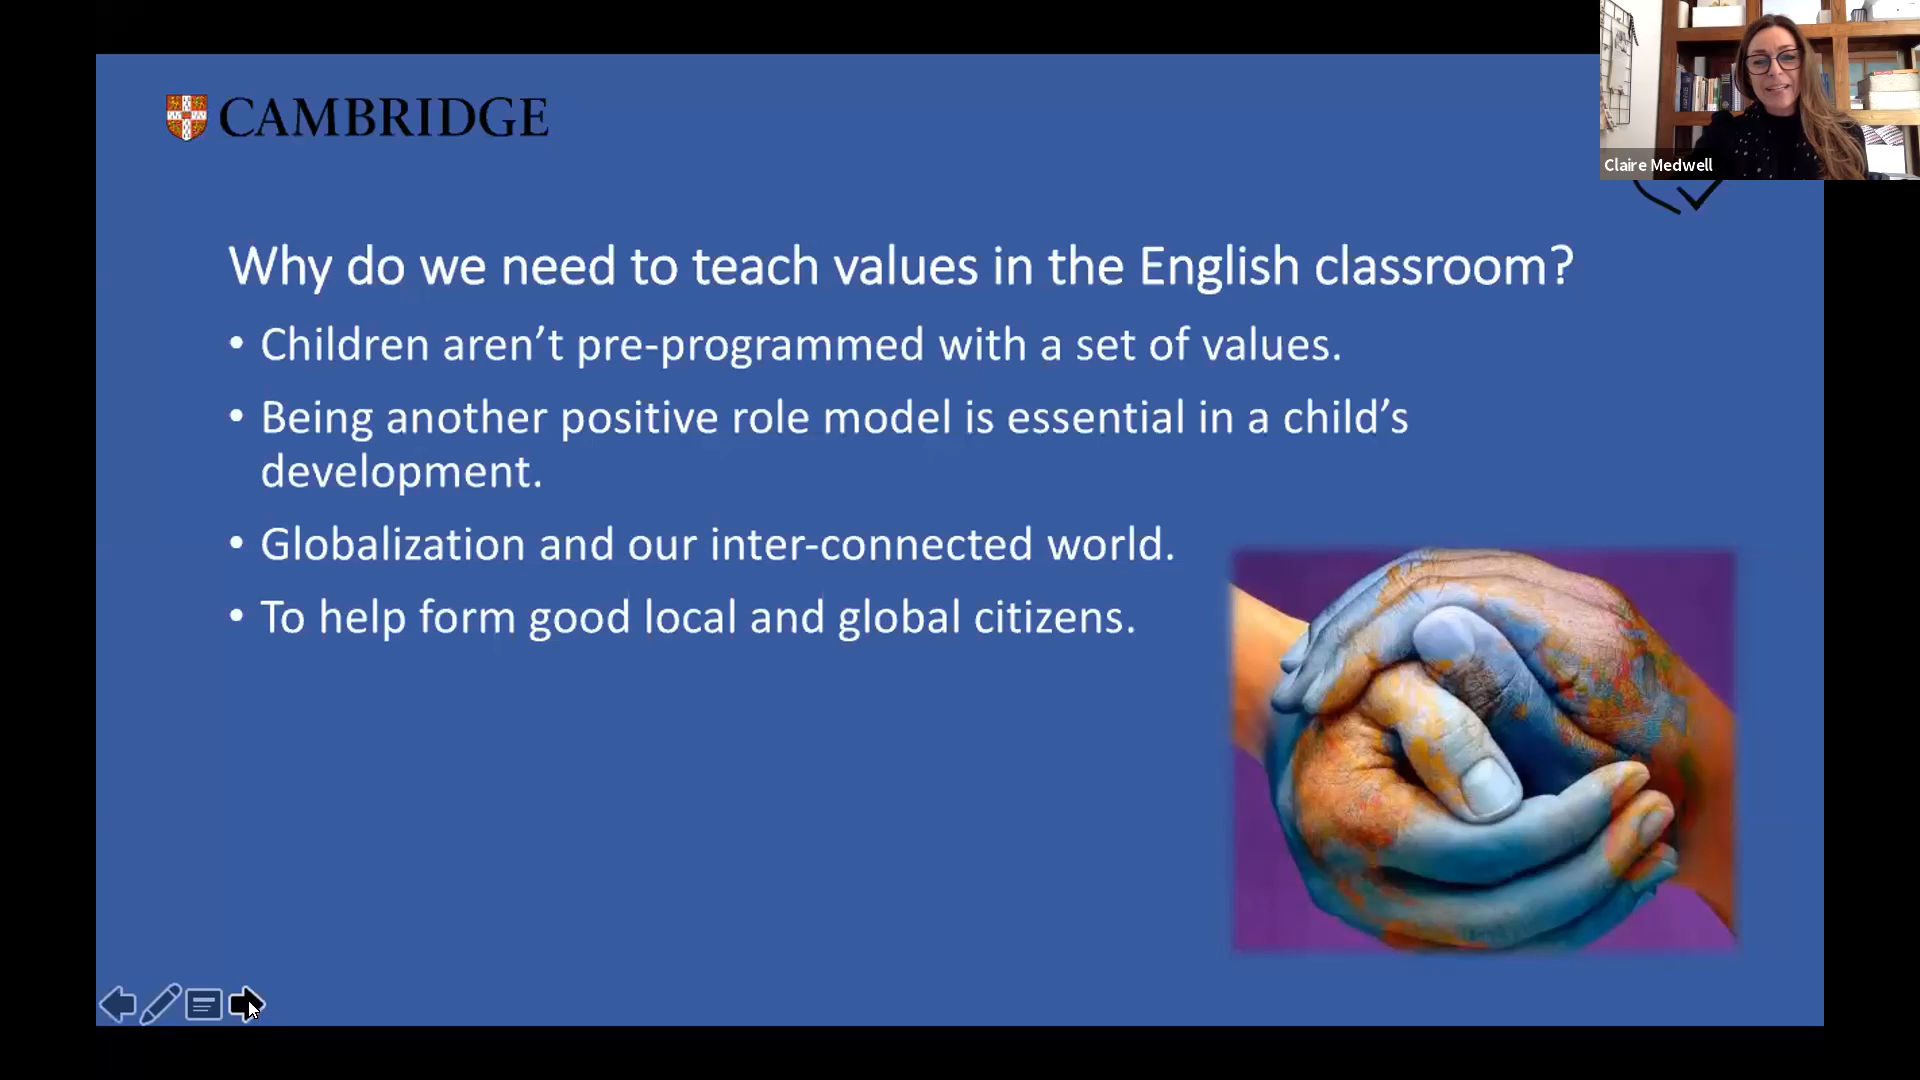 CAMBRIDGE
Claire Medwell
Why do we need to teach values in the English classroom?
• Children aren’t pre-programmed with a set of values.
• Being another positive role model is essential in a child’s
development.
• Globalization and our inter-connected world.
• To help form good local and global citizens.